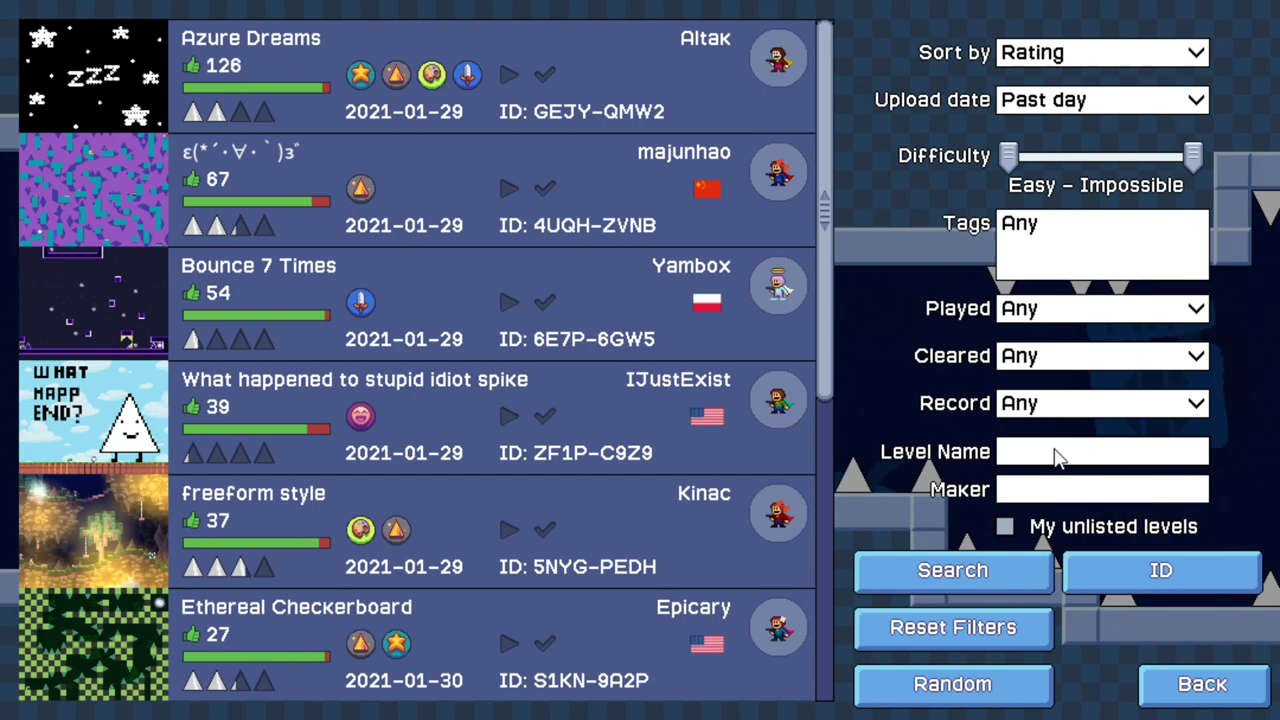 zzz
Azure Dreams
Altak
126
2021-01-29
ID: GEJY-QMW2
ε(*´･∀･｀)з゛
majunhao
67
2021-01-29
ID: 4UQH-ZVNB
Bounce 7 Times
Yambox
54
2021-01-29
ID: 6E7P-6GW5
WHAT
HAPP
END?
What happened to stupid idiot spike
IJustExist
39
2021-01-29
ID: ZF1P-C9Z9
freeform style
Kinac
37
2021-01-29
ID: 5NYG-PEDH
Ethereal Checkerboard
Epicary
27
2021-01-30
ID: S1KN-9A2P
Sort by Rating
Upload date Past day
Difficulty
Easy - Impossible
Tags Any
Played Any
Cleared Any
Record Any
Level Name
Maker
My unlisted levels
Search
ID
Reset Filters
Random
Back